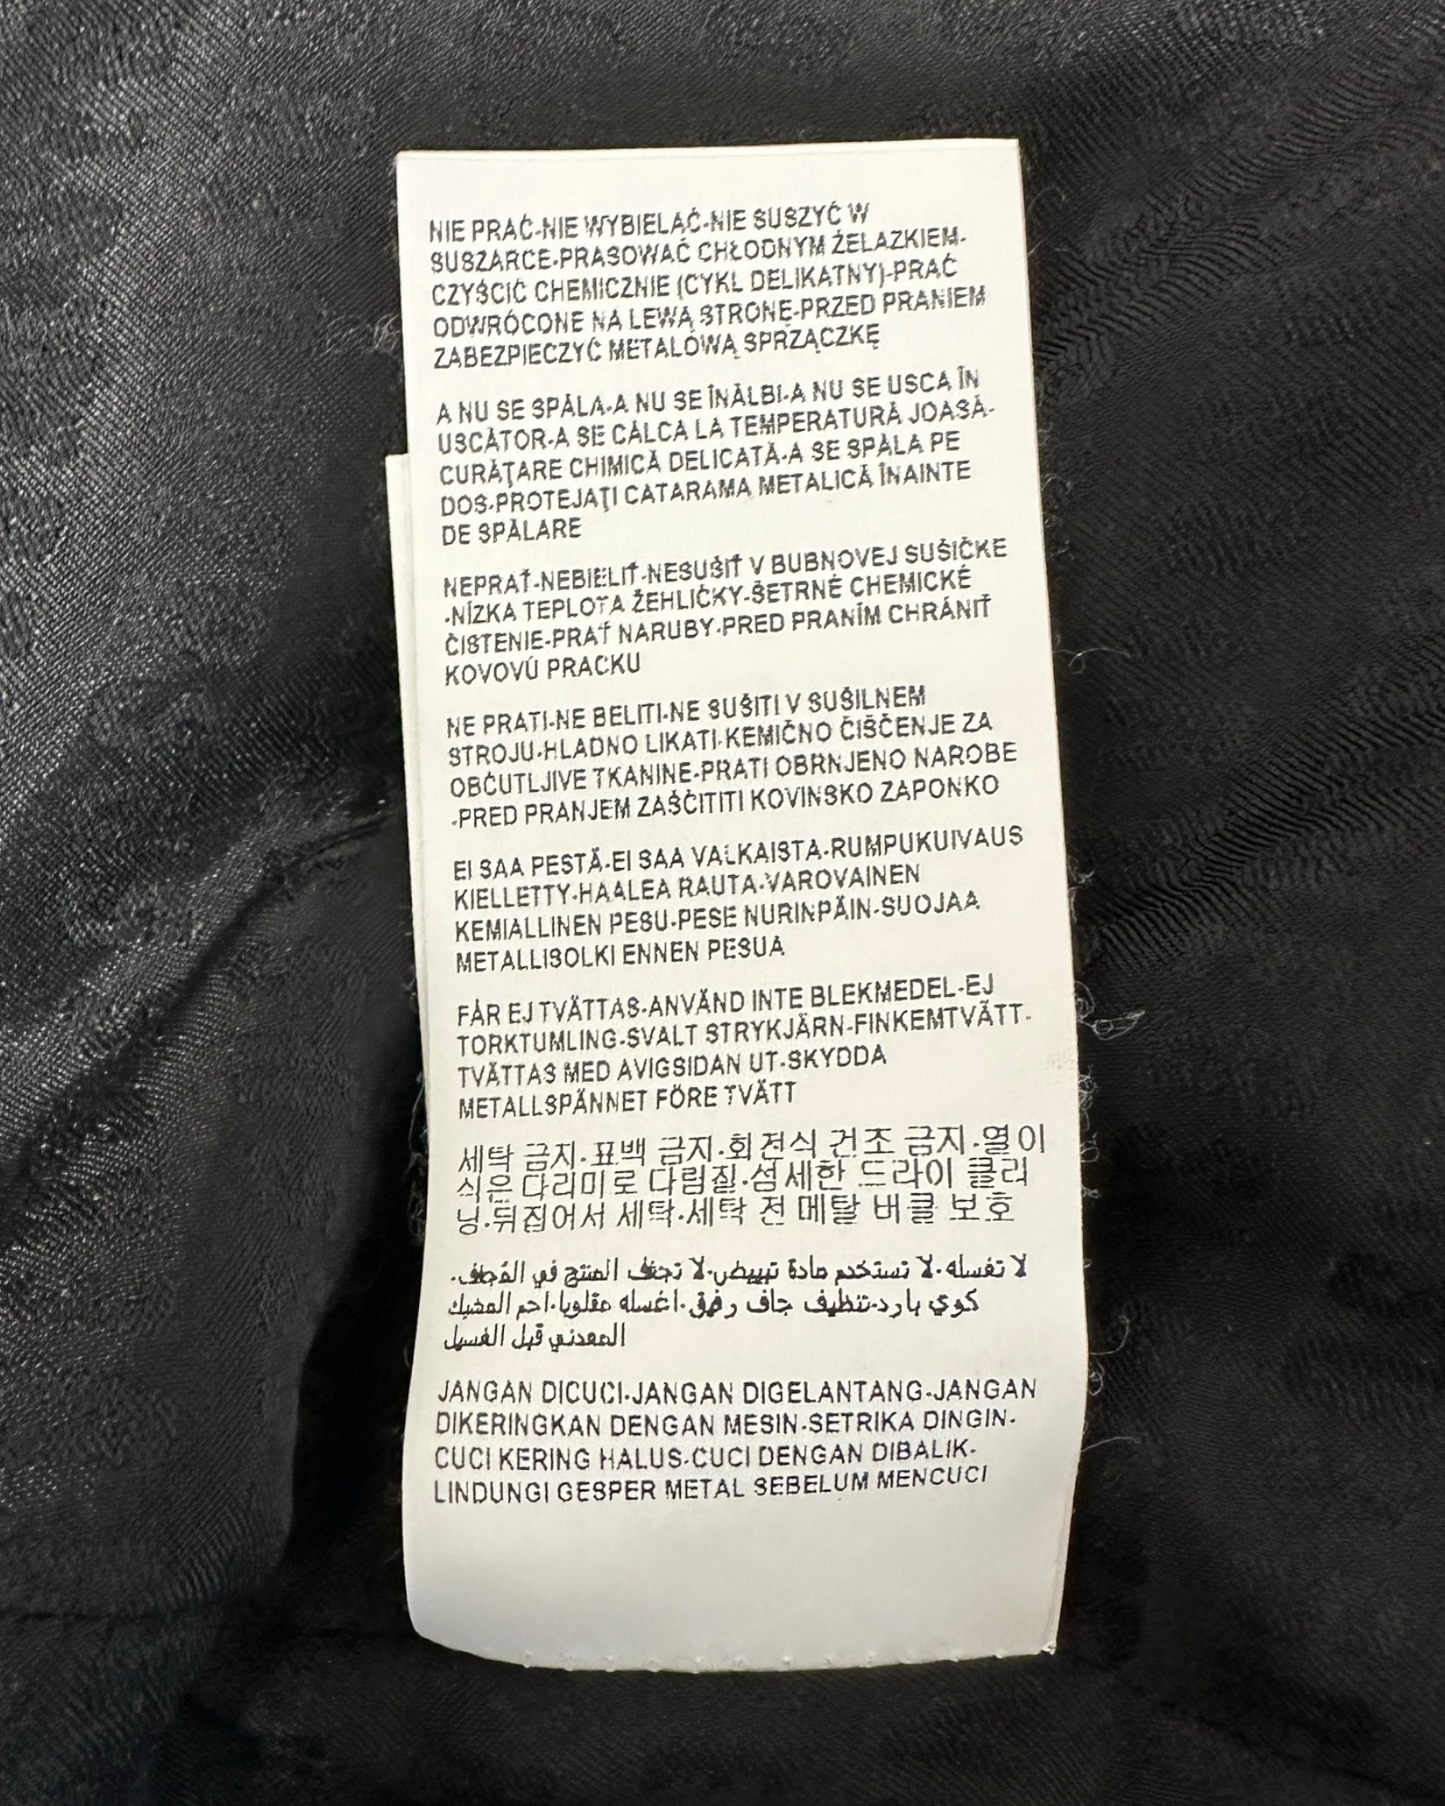 NIE PRAĆ-NIE WYBIELAĆ-NIE SUSZYĆ W
SUSZARCE-PRASOWAĆ CHŁODNYM ŻELAZKIEM-
CZYŚCIĆ CHEMICZNIE (CYKL DELIKATNY)-PRAĆ
ODWRÓCONE NA LEWĄ STRONĘ-PRZED PRANIEM
ZABEZPIECZYĆ METALOWĄ SPRZĄCZKĘ
A NU SE SPĂLA-A NU SE ÎNĂLBI-A NU SE USCA ÎN
USCĂTOR-A SE CĂLCA LA TEMPERATURĂ JOASĂ-
CURĂŢARE CHIMICĂ DELICATĂ-A SE SPĂLA PE
DOS-PROTEJAŢI CATARAMA METALICĂ ÎNAINTE
DE SPĂLARE
NEPRAŤ-NEBIELIŤ-NESUŠIŤ V BUBNOVEJ SUŠIČKE
-NÍZKA TEPLOTA ŽEHLIČKY-ŠETRNÉ CHEMICKÉ
ČISTENIE-PRAŤ NARUBY-PRED PRANÍM CHRÁNIŤ
KOVOVÚ PRACKU
NE PRATI-NE BELITI-NE SUŠITI V SUŠILNEM
STROJU-HLADNO LIKATI-KEMIČNO ČIŠČENJE ZA
OBČUTLJIVE TKANINE-PRATI OBRNJENO NAROBE
-PRED PRANJEM ZAŠČITITI KOVINSKO ZAPONKO
EI SAA PESTÄ-EI SAA VALKAISTA-RUMPUKUIVAUS
KIELLETTY-HAALEA RAUTA-VAROVAINEN
KEMIALLINEN PESU-PESE NURINPÄIN-SUOJAA
METALLISOLKI ENNEN PESUA
FÅR EJ TVÄTTAS-ANVÄND INTE BLEKMEDEL-EJ
TORKTUMLING-SVALT STRYKJÄRN-FINKEMTVÄTT-
TVÄTTAS MED AVIGSIDAN UT-SKYDDA
METALLSPÄNNET FÖRE TVÄTT
세탁 금지-표백 금지-회전식 건조 금지-열이
식은 다리미로 다림질-섬세한 드라이 클리
닝-뒤집어서 세탁-세탁 전 메탈 버클 보호
لا تغسله-لا تستخدم مادة تبييض-لا تجفف المنتج في المُجفف-
كوي بارد-تنظيف جاف رفيق-اغسله مقلوبا-احم المشبك
المعدني قبل الغسيل
JANGAN DICUCI-JANGAN DIGELANTANG-JANGAN
DIKERINGKAN DENGAN MESIN-SETRIKA DINGIN-
CUCI KERING HALUS-CUCI DENGAN DIBALIK-
LINDUNGI GESPER METAL SEBELUM MENCUCI